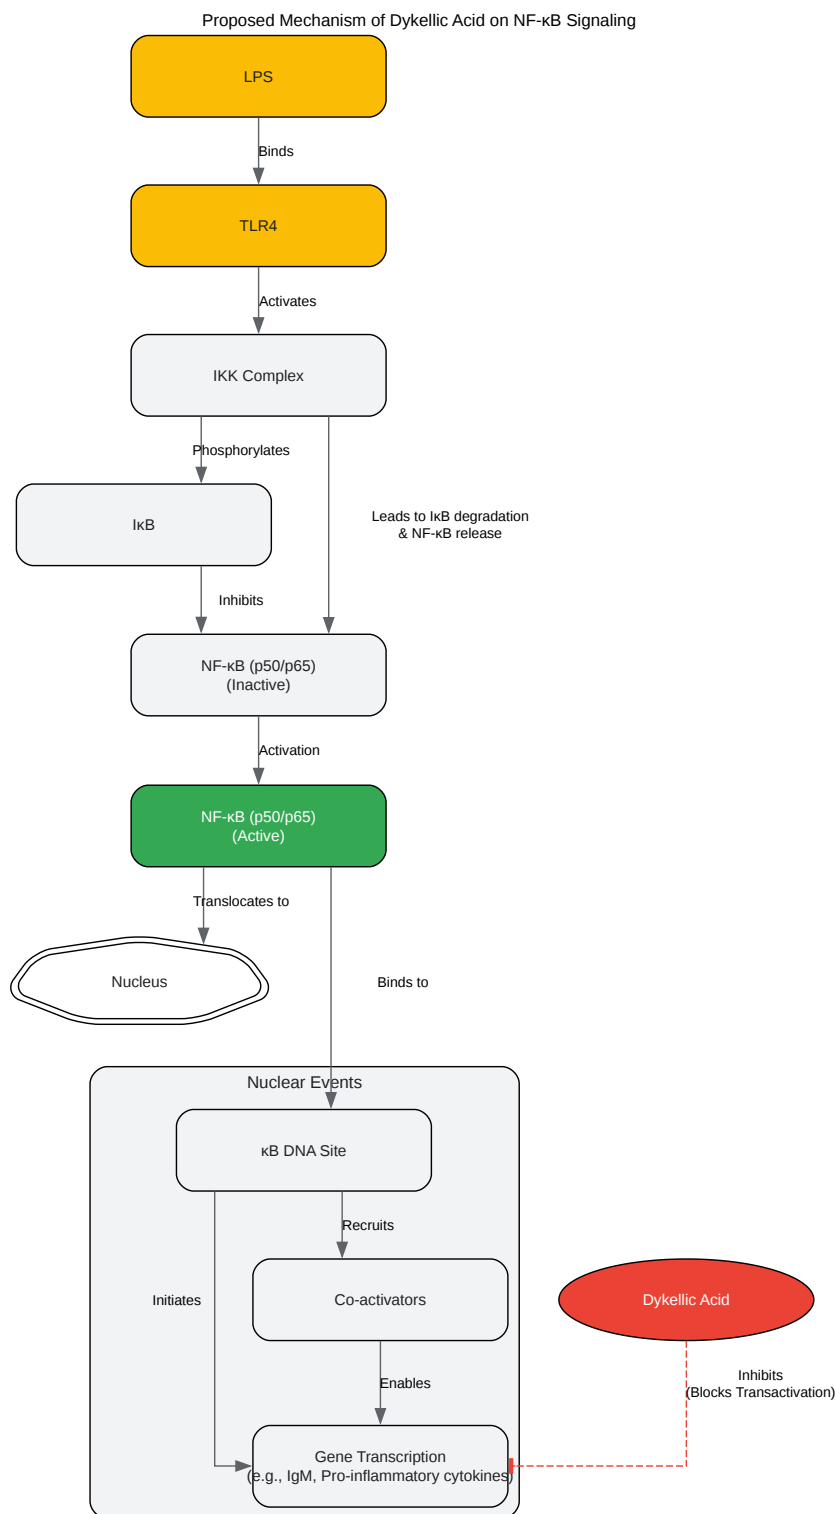 Proposed Mechanism of Dykellic Acid on NF-κB Signaling
LPS
Binds
TLR4
Activates
IKK Complex
Phosphorylates
IκB
Leads to IκB degradation
& NF-κB release
Inhibits
NF-κB (p50/p65)
(Inactive)
Activation
NF-κB (p50/p65)
(Active)
Translocates to
Nucleus
Binds to
Nuclear Events
κB DNA Site
Recruits
Initiates
Co-activators
Dykellic Acid
Enables
Inhibits
(Blocks Transactivation)
Gene Transcription
(e.g., IgM, Pro-inflammatory cytokines)